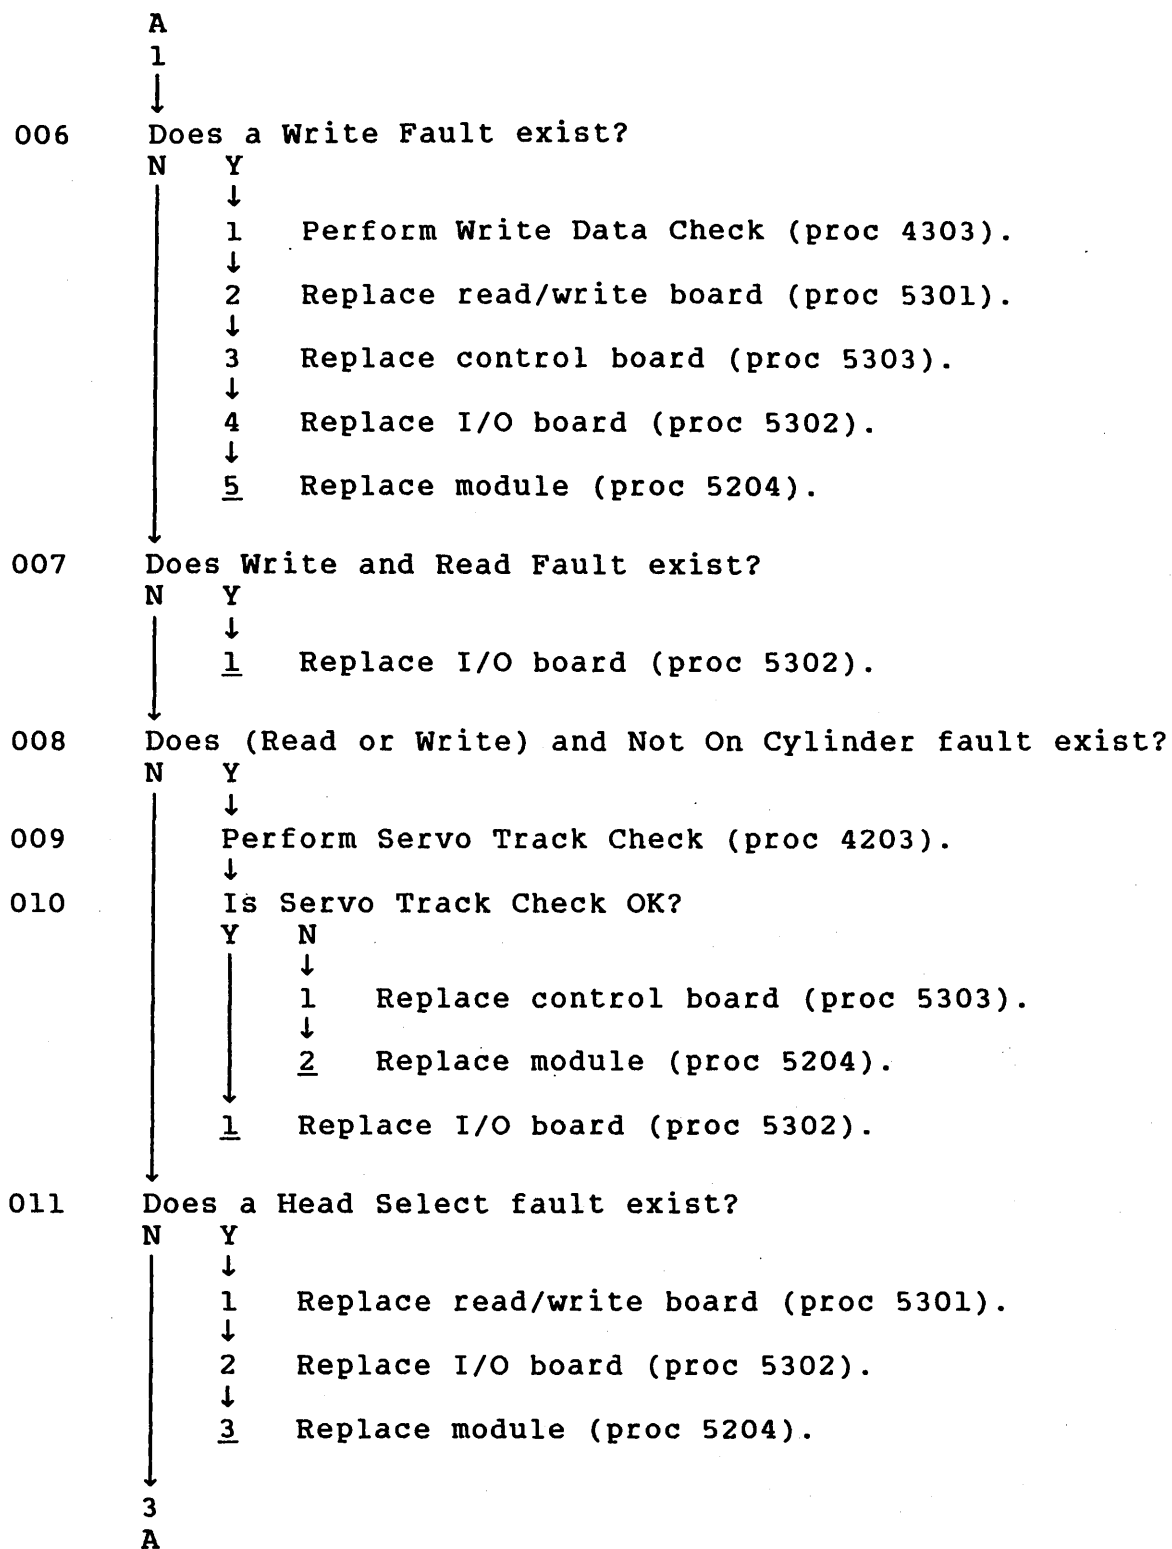 A
1
↓
006 Does a Write Fault exist?
N Y
↓
1 Perform Write Data Check (proc 4303).
↓
2 Replace read/write board (proc 5301).
↓
3 Replace control board (proc 5303).
↓
4 Replace I/O board (proc 5302).
↓
5 Replace module (proc 5204).
007 Does Write and Read Fault exist?
N Y
↓
1 Replace I/O board (proc 5302).
008 Does (Read or Write) and Not On Cylinder fault exist?
N Y
↓
009 Perform Servo Track Check (proc 4203).
↓
010 Is Servo Track Check OK?
Y N
↓
1 Replace control board (proc 5303).
↓
2 Replace module (proc 5204).
1 Replace I/O board (proc 5302).
011 Does a Head Select fault exist?
N Y
↓
1 Replace read/write board (proc 5301).
↓
2 Replace I/O board (proc 5302).
↓
3 Replace module (proc 5204).
3
A